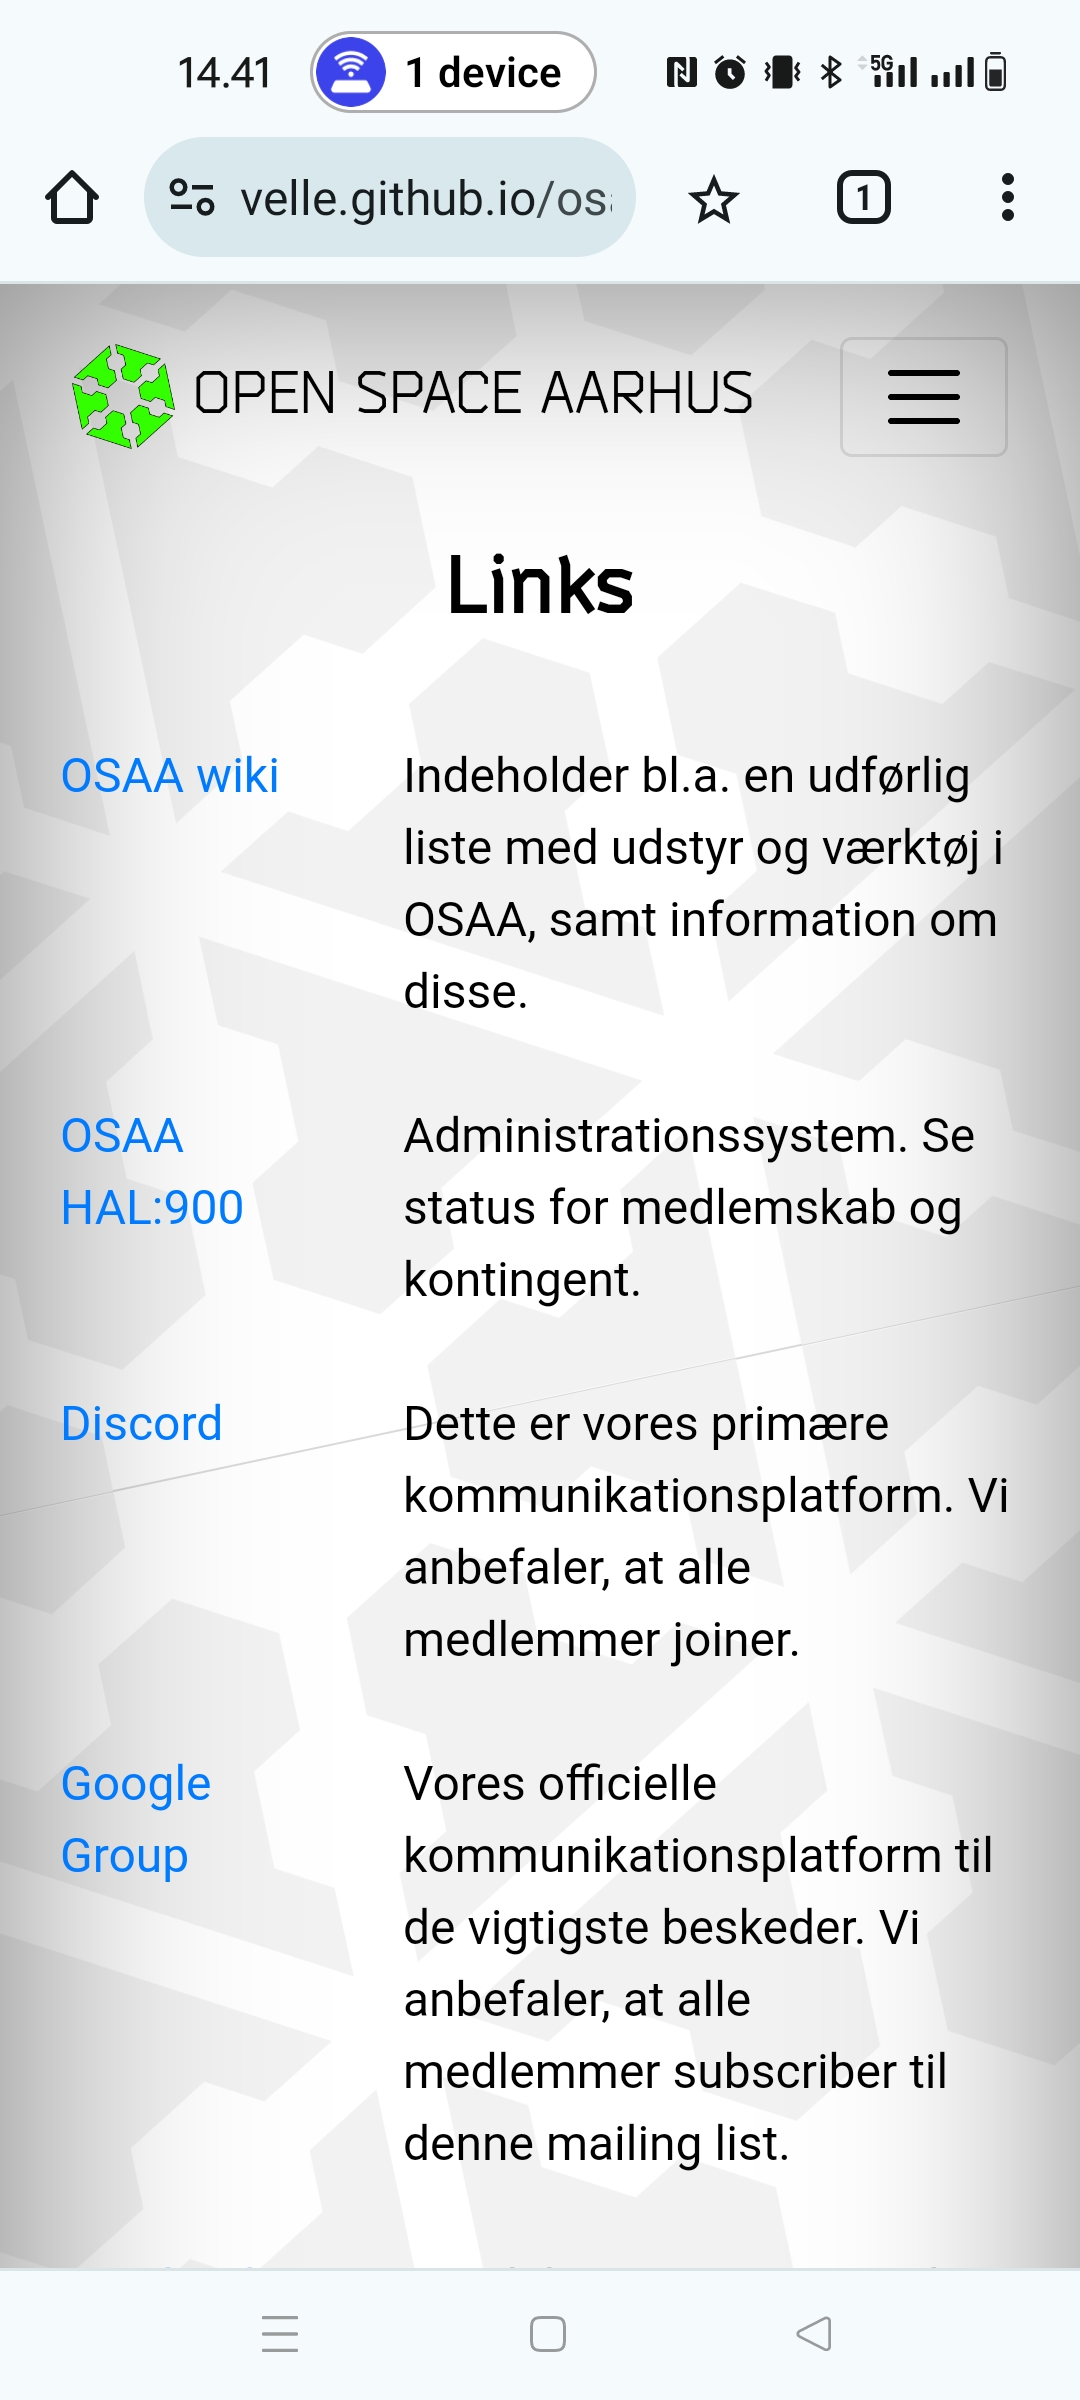 14.41
1 device
5G
velle.github.io/os
1
OPEN SPACE AARHUS
Links
OSAA wiki
Indeholder bl.a. en udførlig
liste med udstyr og værktøj i
OSAA, samt information om
disse.
OSAA
HAL:900
Administrationssystem. Se
status for medlemskab og
kontingent.
Discord
Dette er vores primære
kommunikationsplatform. Vi
anbefaler, at alle
medlemmer joiner.
Google
Group
Vores officielle
kommunikationsplatform til
de vigtigste beskeder. Vi
anbefaler, at alle
medlemmer subscriber til
denne mailing list.